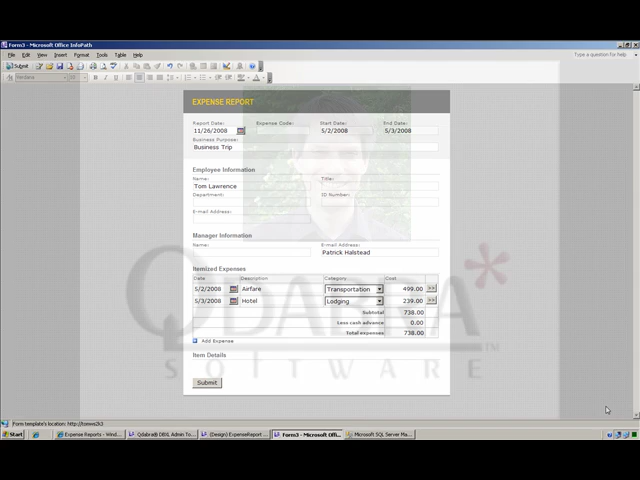 Form3 - Microsoft Office InfoPath
File Edit View Insert Format Tools Table Help
Type a question for help
Submit
Verdana
EXPENSE REPORT
Report Date: Expense Code: Start Date: End Date:
11/26/2008 5/2/2008 5/3/2008
Business Purpose:
Business Trip
Employee Information
Name: Title:
Tom Lawrence
Department: ID Number:
E-mail Address:
Manager Information
Name: E-mail Address:
Patrick Halstead
QDABRA*
Itemized Expenses
Date Description Category Cost
5/2/2008 Airfare Transportation 499.00
5/3/2008 Hotel Lodging 239.00
Subtotal 738.00
Less cash advance 0.00
Total expenses 738.00
TM
Add Expense
Item Details
SOFTWARE
Submit
Form template's location: http://tomws2k3
Start Expense Reports - Wind... Qdabra® DBXL Admin To... (Design) ExpenseReport ... Form3 - Microsoft Offi... Microsoft SQL Server Ma...